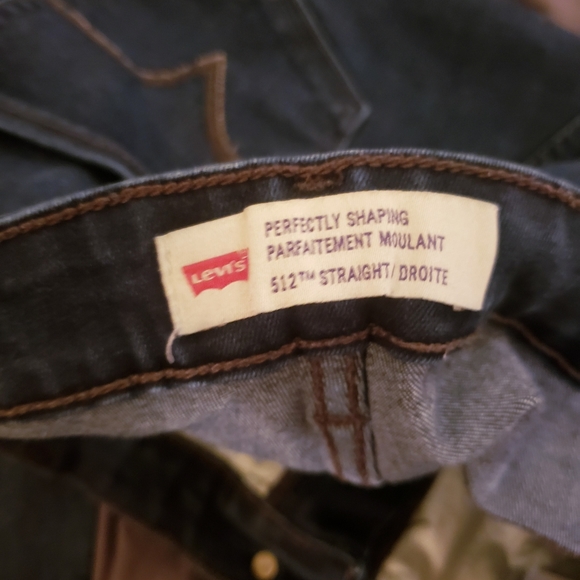 Levi's
PERFECTLY SHAPING
PARFAITEMENT MOULANT
512™ STRAIGHT/DROITE